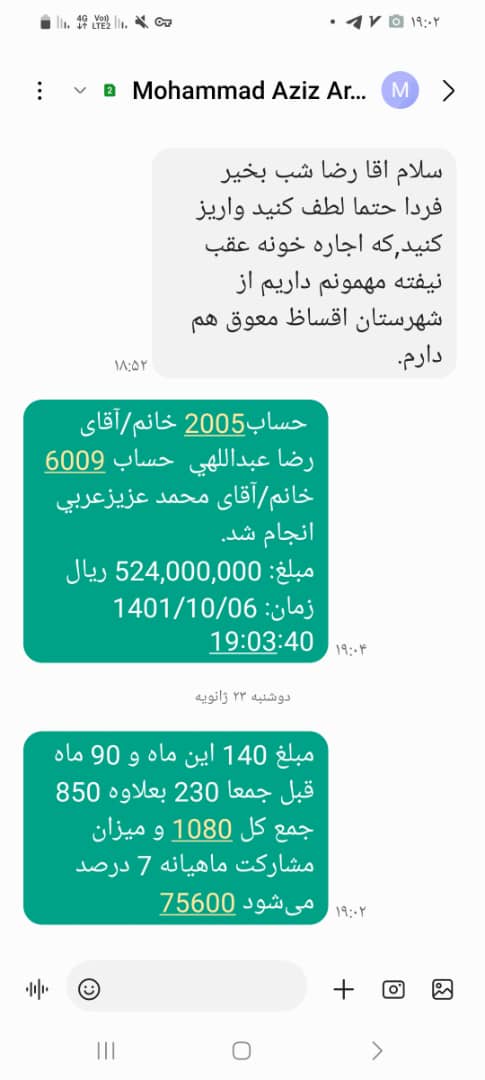 ۱۹:۰۲
4G Vo)) LTE2
Mohammad Aziz Ar...
M
2
سلام اقا رضا شب بخیر
فردا حتما لطف کنید واریز
کنید,که اجاره خونه عقب
نیفته مهمونم داریم از
شهرستان اقساظ معوق هم
دارم.
۱۸:۵۲
حساب2005 خانم/آقای
رضا عبداللهي حساب 6009
خانم/آقای محمد عزیزعربي
انجام شد.
مبلغ: 524,000,000 ریال
زمان: 1401/10/06
19:03:40
۱۹:۰۴
دوشنبه ۲۳ ژانویه
مبلغ 140 این ماه و 90 ماه
قبل جمعا 230 بعلاوه 850
جمع کل 1080 و میزان
مشارکت ماهیانه 7 درصد
می‌شود 75600
۱۹:۰۲